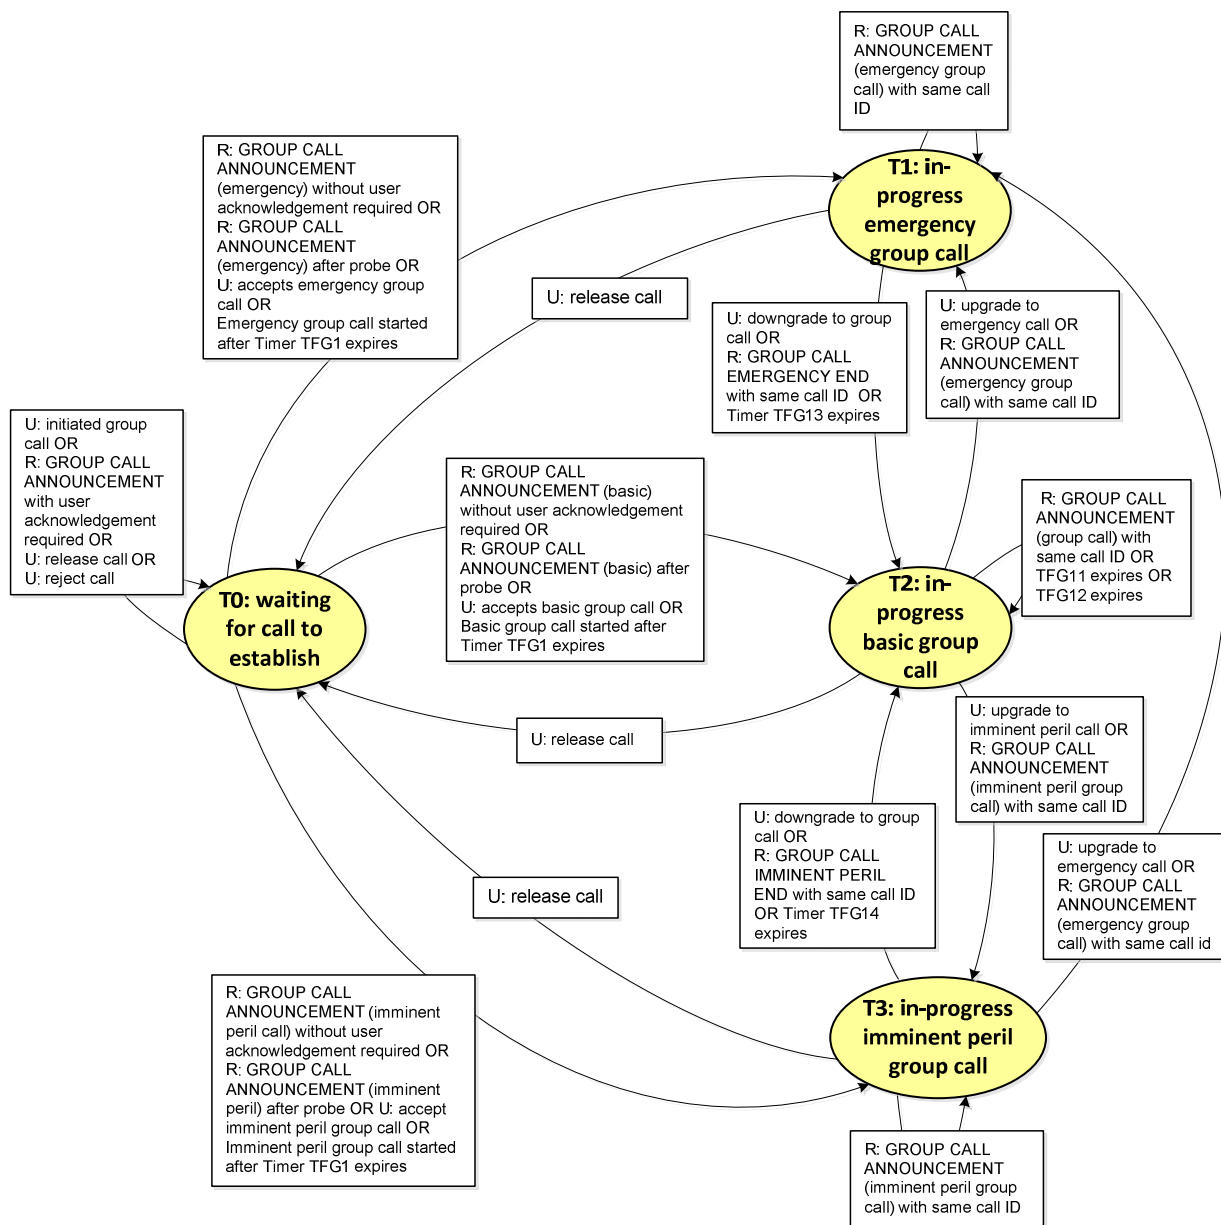 R: GROUP CALL
ANNOUNCEMENT
(emergency group
call) with same call
ID
R: GROUP CALL
ANNOUNCEMENT
(emergency) without user
acknowledgement required OR
R: GROUP CALL
ANNOUNCEMENT
(emergency) after probe OR
U: accepts emergency group
call OR
Emergency group call started
after Timer TFG1 expires
T1: in-
progress
emergency
group call
U: release call
U: downgrade to group
call OR
R: GROUP CALL
EMERGENCY END
with same call ID OR
Timer TFG13 expires
U: upgrade to
emergency call OR
R: GROUP CALL
ANNOUNCEMENT
(emergency group
call) with same call ID
U: initiated group
call OR
R: GROUP CALL
ANNOUNCEMENT
with user
acknowledgement
required OR
U: release call OR
U: reject call
R: GROUP CALL
ANNOUNCEMENT (basic)
without user acknowledgement
required OR
R: GROUP CALL
ANNOUNCEMENT (basic) after
probe OR
U: accepts basic group call OR
Basic group call started after
Timer TFG1 expires
R: GROUP CALL
ANNOUNCEMENT
(group call) with
same call ID OR
TFG11 expires OR
TFG12 expires
T0: waiting
for call to
establish
T2: in-
progress
basic group
call
U: release call
U: upgrade to
imminent peril call OR
R: GROUP CALL
ANNOUNCEMENT
(imminent peril group
call) with same call ID
U: downgrade to group
call OR
R: GROUP CALL
IMMINENT PERIL
END with same call ID
OR Timer TFG14
expires
U: upgrade to
emergency call OR
R: GROUP CALL
ANNOUNCEMENT
(emergency group
call) with same call id
U: release call
R: GROUP CALL
ANNOUNCEMENT (imminent
peril call) without user
acknowledgement required OR
R: GROUP CALL
ANNOUNCEMENT (imminent
peril) after probe OR U: accept
imminent peril group call OR
Imminent peril group call started
after Timer TFG1 expires
T3: in-progress
imminent peril
group call
R: GROUP CALL
ANNOUNCEMENT
(imminent peril group
call) with same call ID